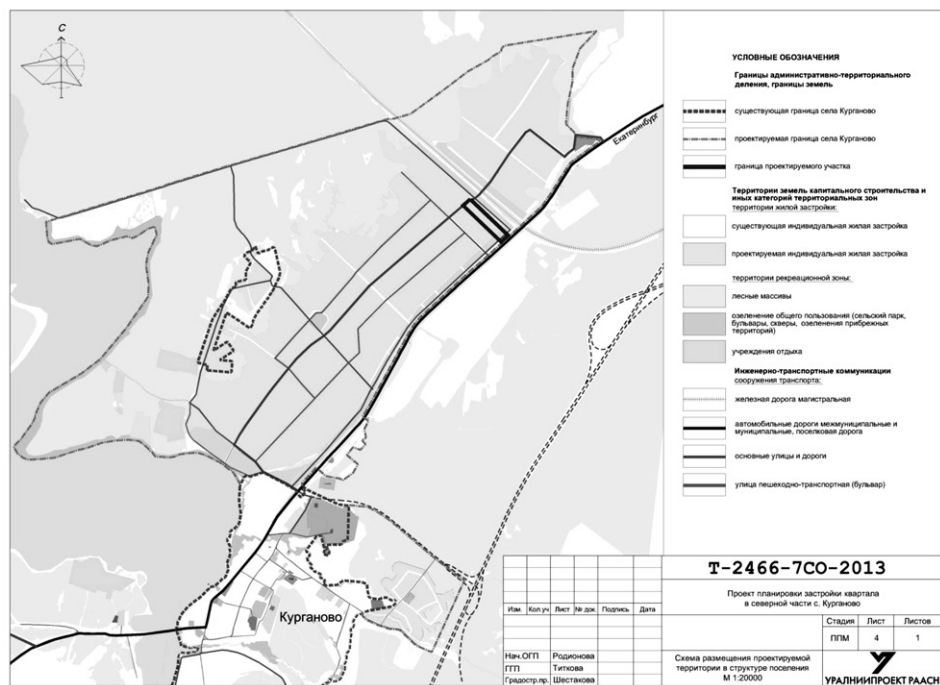 С
Екатеринбург
Курганово
УСЛОВНЫЕ ОБОЗНАЧЕНИЯ
Границы административно-территориального
деления, границы земель
существующая граница села Курганово
проектируемая граница села Курганово
граница проектируемого участка
Территории земель капитального строительства и
иных категорий территориальных зон
территории жилой застройки:
существующая индивидуальная жилая застройка
проектируемая индивидуальная жилая застройка
территории рекреационной зоны:
лесные массивы
озеленение общего пользования (сельский парк,
бульвары, скверы, озеленения прибрежных
территорий)
учреждения отдыха
Инженерно-транспортные коммуникации
сооружения транспорта:
железная дорога магистральная
автомобильные дороги межмуниципальные и
муниципальные, поселковая дорога
основные улицы и дороги
улица пешеходно-транспортная (бульвар)
Т-2466-7СО-2013
Проект планировки застройки квартала
в северной части с. Курганово
Изм. Кол.уч Лист № док. Подпись Дата
Стадия Лист Листов
ППМ 4 1
Нач.ОГП Родионова
ГГП Титкова
Градостр.пр. Шестакова
Схема размещения проектируемой
территории в структуре поселения
М 1:20000
УРАЛНИИПРОЕКТ РААСН